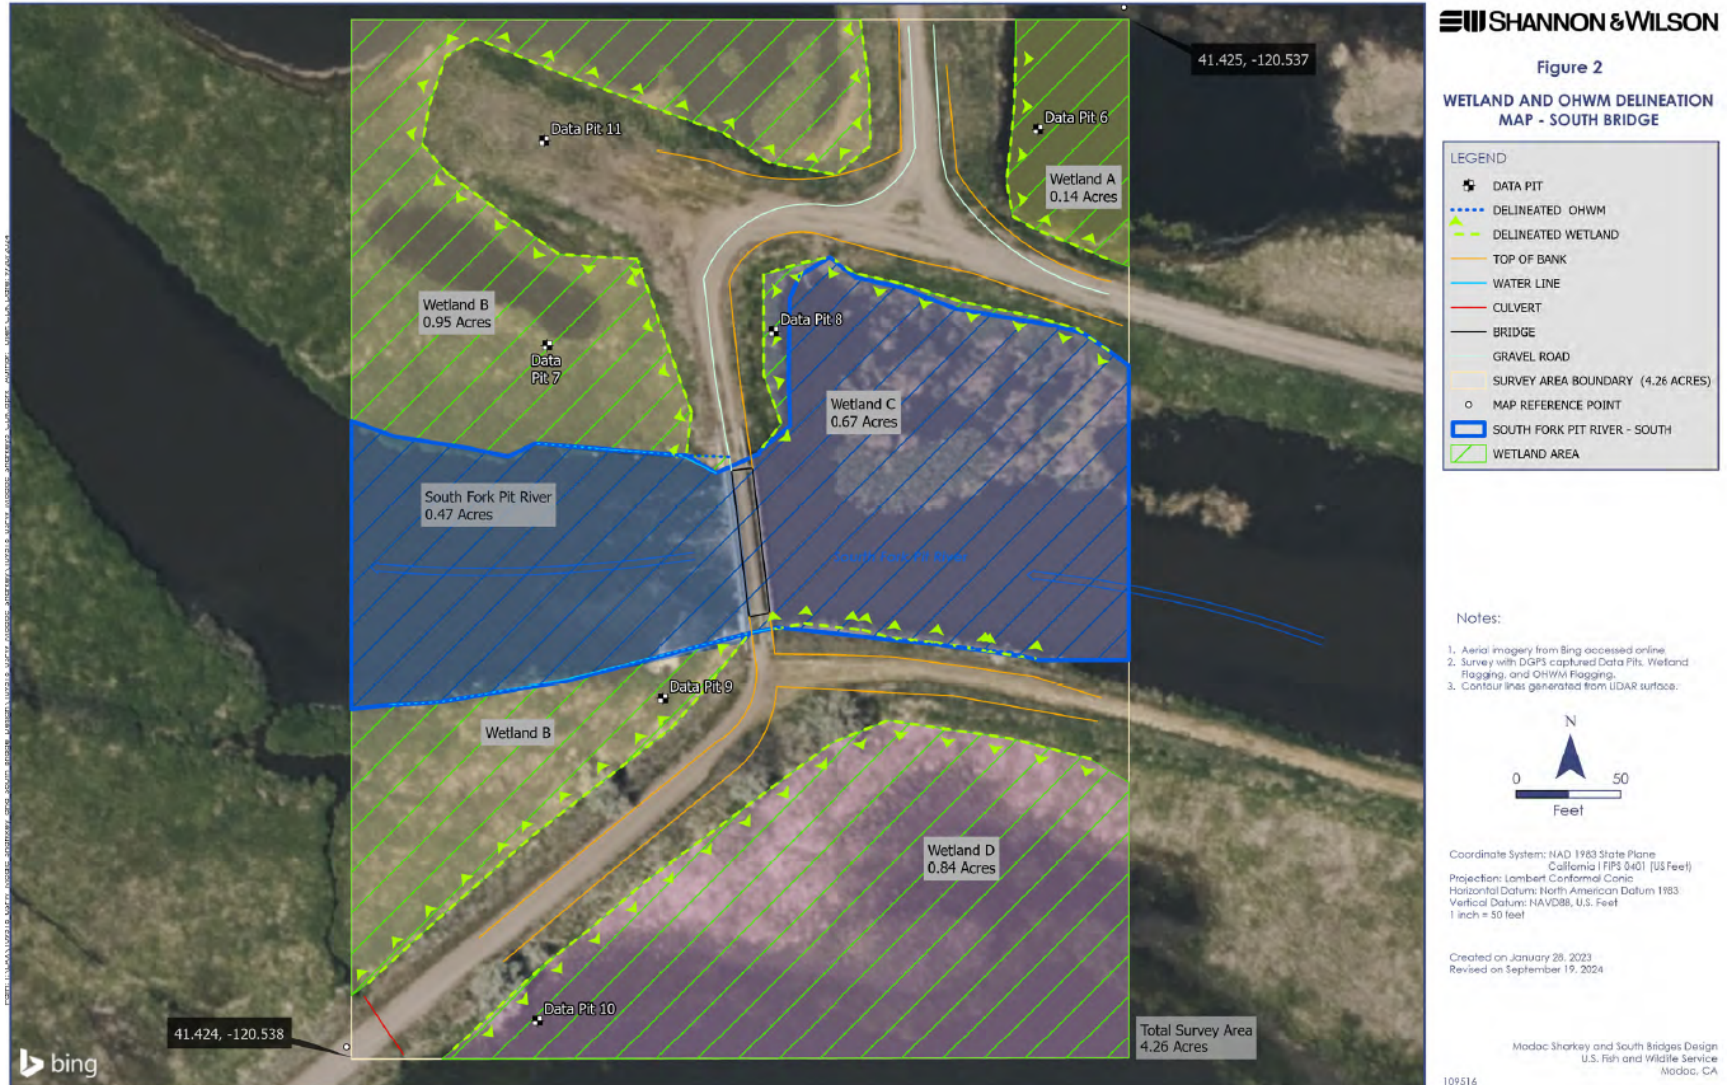 SHANNON & WILSON
Figure 2
WETLAND AND OHWM DELINEATION
MAP - SOUTH BRIDGE
LEGEND
DATA PIT
DELINEATED OHWM
DELINEATED WETLAND
TOP OF BANK
WATER LINE
CULVERT
BRIDGE
GRAVEL ROAD
SURVEY AREA BOUNDARY (4.26 ACRES)
MAP REFERENCE POINT
SOUTH FORK PIT RIVER - SOUTH
WETLAND AREA
41.425, -120.537
Data Pit 11
Data Pit 6
Wetland A
0.14 Acres
Wetland B
0.95 Acres
Data Pit 8
Data
Pit 7
Wetland C
0.67 Acres
South Fork Pit River
0.47 Acres
South Fork Pit River
Data Pit 9
Wetland B
Wetland D
0.84 Acres
Data Pit 10
41.424, -120.538
Total Survey Area
4.26 Acres
bing
Notes:
1. Aerial imagery from Bing accessed online.
2. Survey with DGPS captured Data Pits, Wetland
Flagging, and OHWM Flagging.
3. Contour lines generated from LIDAR surface.
N
0 50
Feet
Coordinate System: NAD 1983 State Plane
California I FIPS 0401 (US Feet)
Projection: Lambert Conformal Conic
Horizontal Datum: North American Datum 1983
Vertical Datum: NAVD88, U.S. Feet
1 inch = 50 feet
Created on January 28, 2023
Revised on September 19, 2024
Modoc Sharkey and South Bridges Design
U.S. Fish and Wildlife Service
Modoc, CA
109516